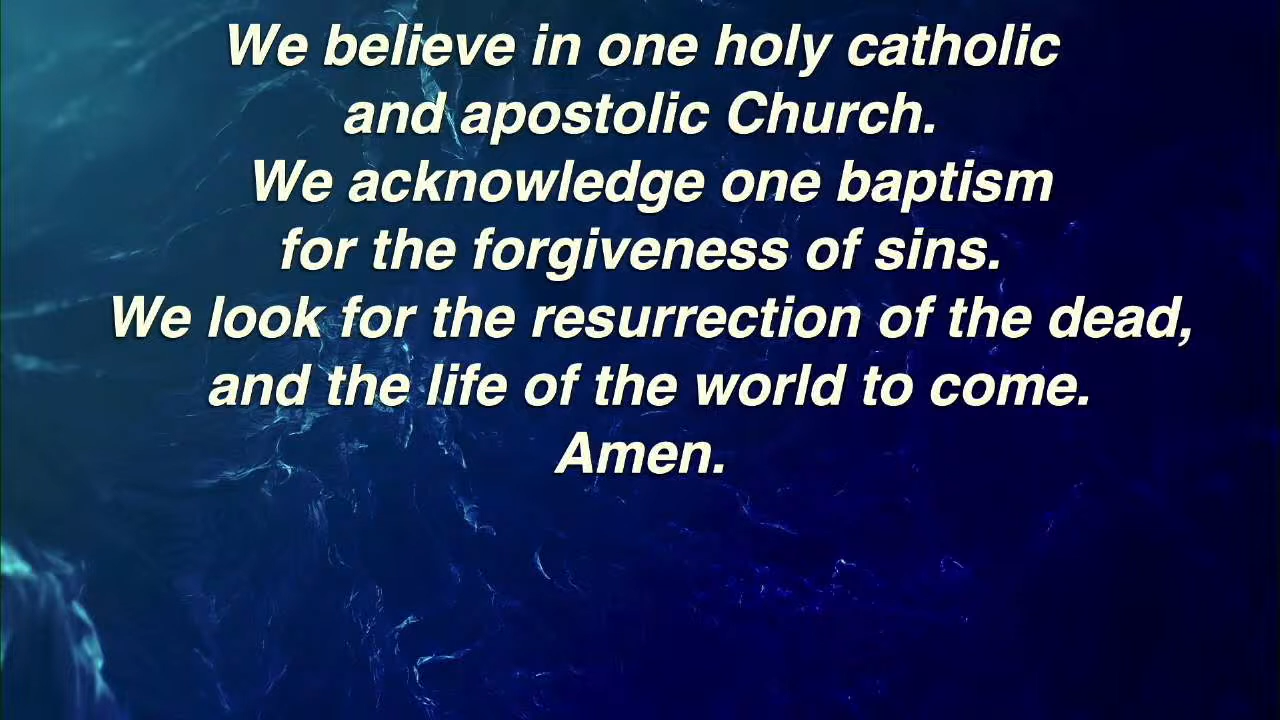 We believe in one holy catholic
and apostolic Church.
We acknowledge one baptism
for the forgiveness of sins.
We look for the resurrection of the dead,
and the life of the world to come.
Amen.